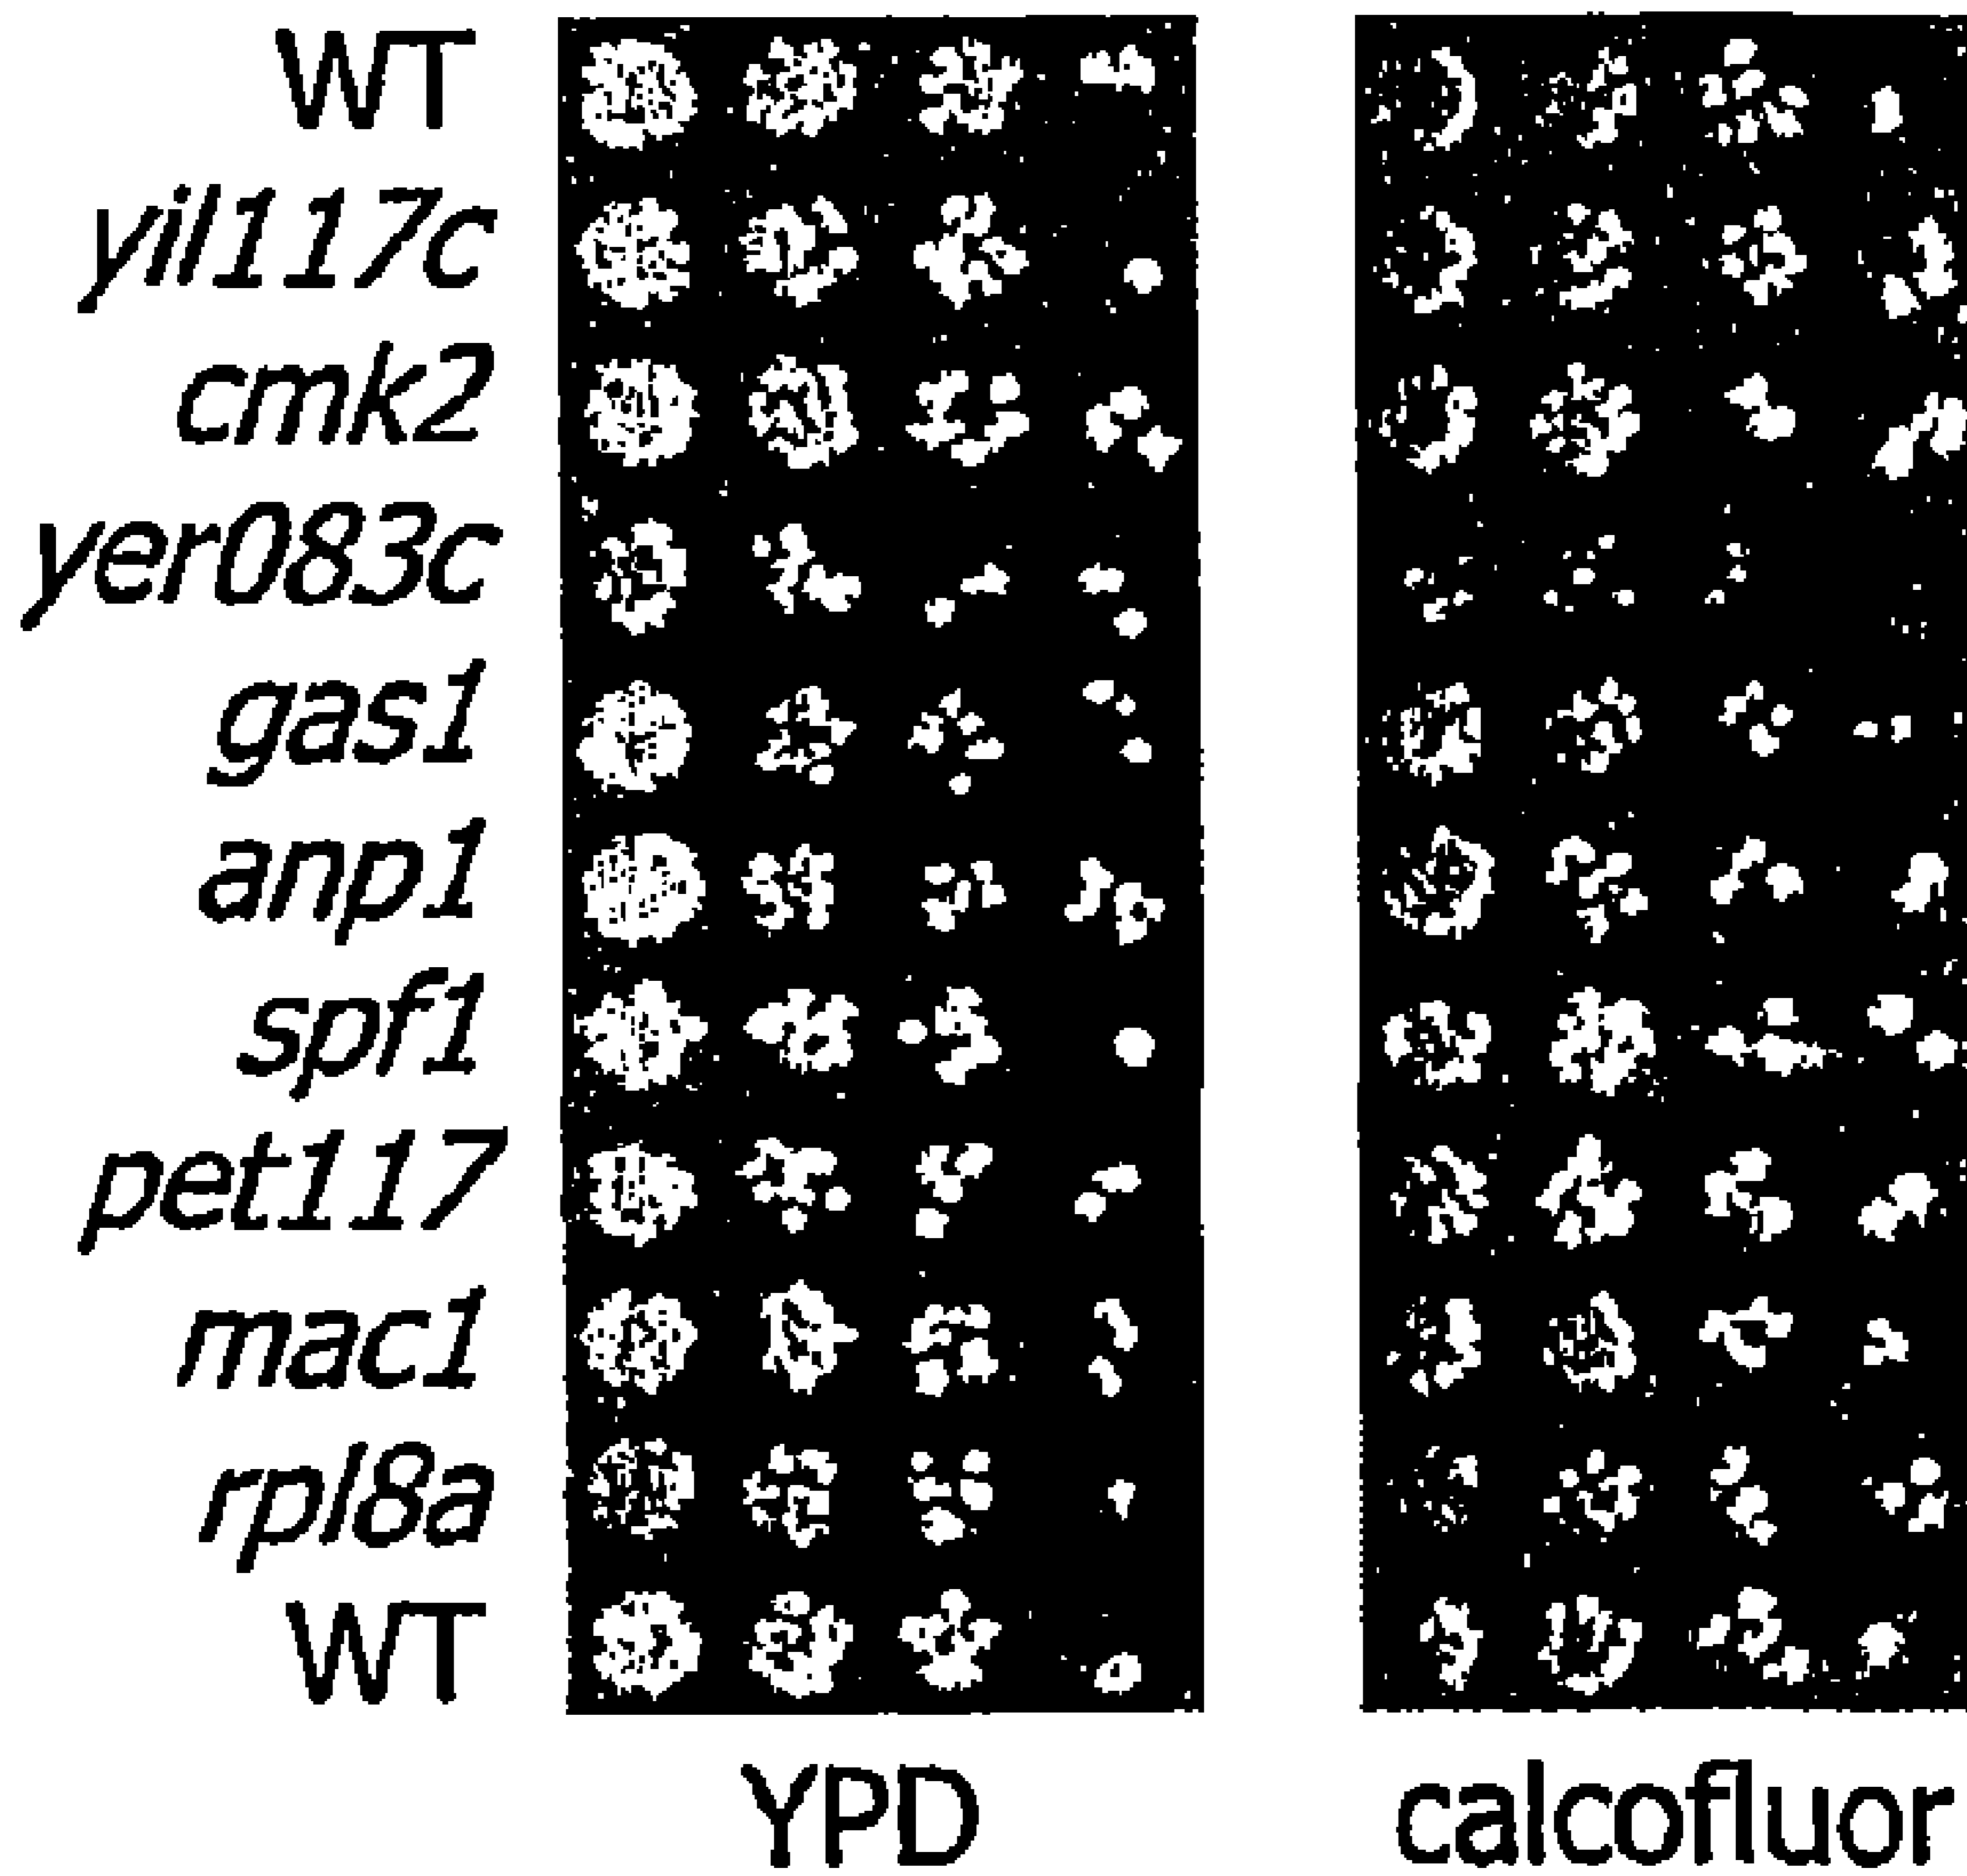 WT
yil117c
cmk2
yer083c
gas1
anp1
spf1
pet117
mac1
rpl8a
WT
YPD calcofluor